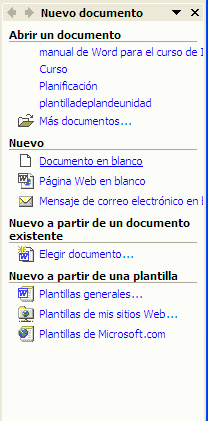 Nuevo documento
Abrir un documento
manual de Word para el curso de I
Curso
Planificación
plantilladeplandeunidad
Más documentos...
Nuevo
Documento en blanco
Página Web en blanco
Mensaje de correo electrónico en b
Nuevo a partir de un documento
existente
Elegir documento...
Nuevo a partir de una plantilla
Plantillas generales...
Plantillas de mis sitios Web...
Plantillas de Microsoft.com